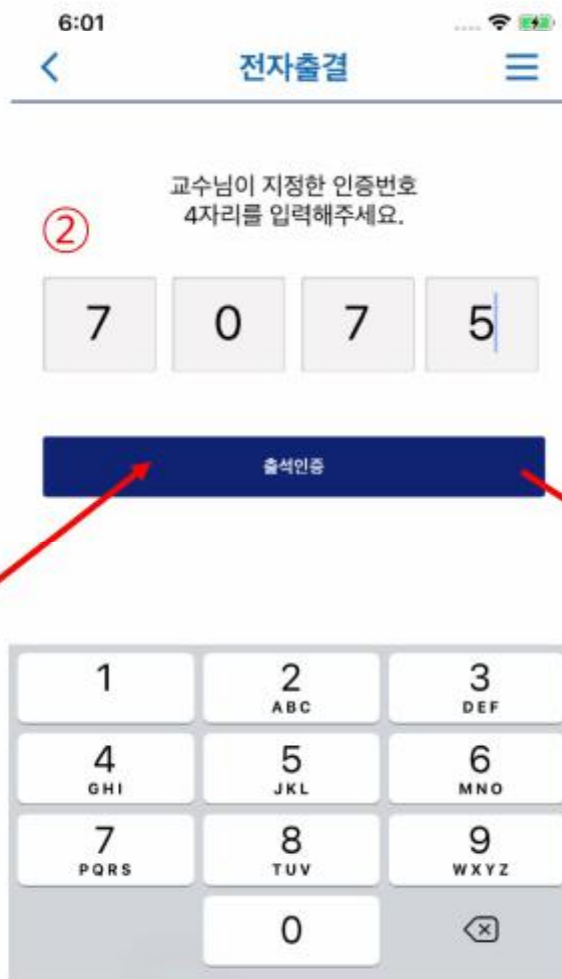 6:01
전자출결
교수님이 지정한 인증번호
4자리를 입력해주세요.
②
7 0 7 5
출석인증
1 2 3
ABC DEF
4 5 6
GHI JKL MNO
7 8 9
PQRS TUV WXYZ
0